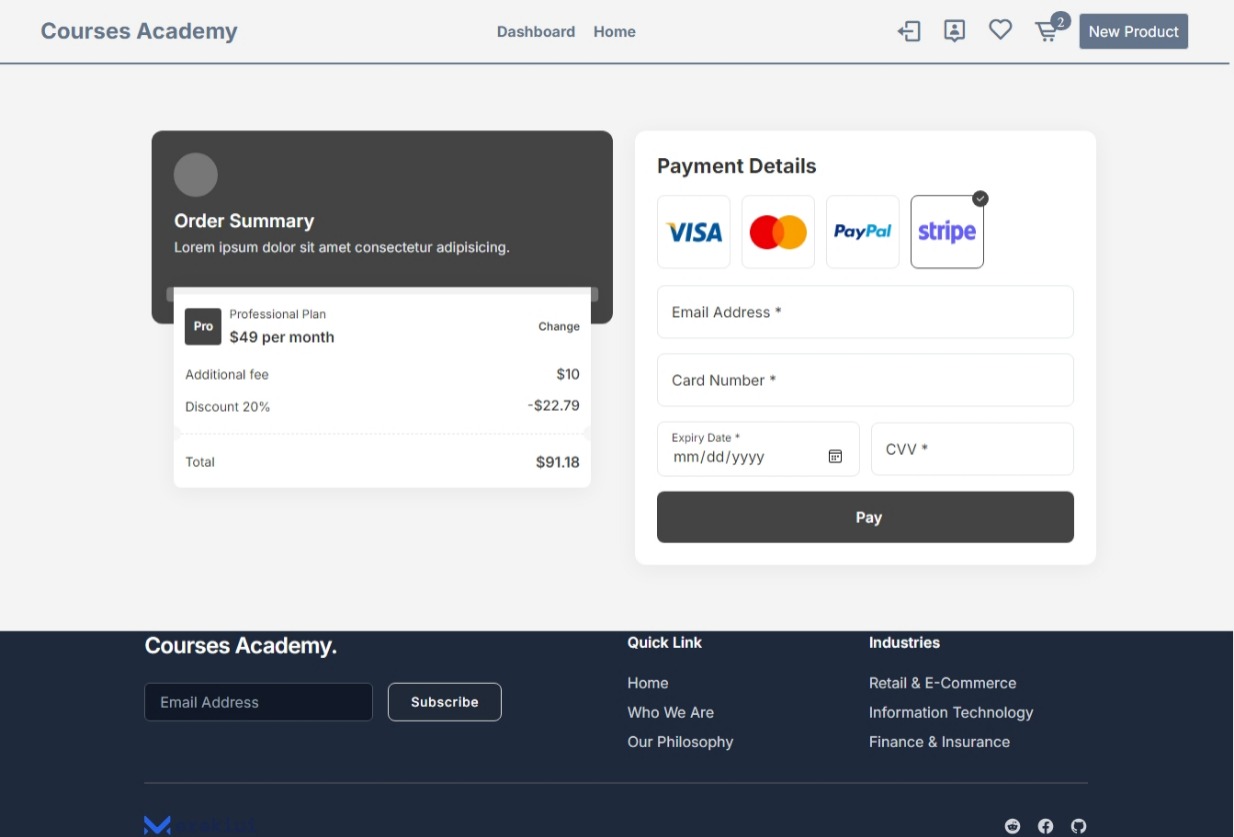 Courses Academy
Dashboard Home
2
New Product
Order Summary
Lorem ipsum dolor sit amet consectetur adipisicing.
Pro
Professional Plan
$49 per month
Change
Additional fee $10
Discount 20% -$22.79
Total $91.18
Payment Details
VISA PayPal stripe
Email Address *
Card Number *
Expiry Date *
mm/dd/yyyy
CVV *
Pay
Courses Academy.
Email Address Subscribe
Quick Link
Home
Who We Are
Our Philosophy
Industries
Retail & E-Commerce
Information Technology
Finance & Insurance